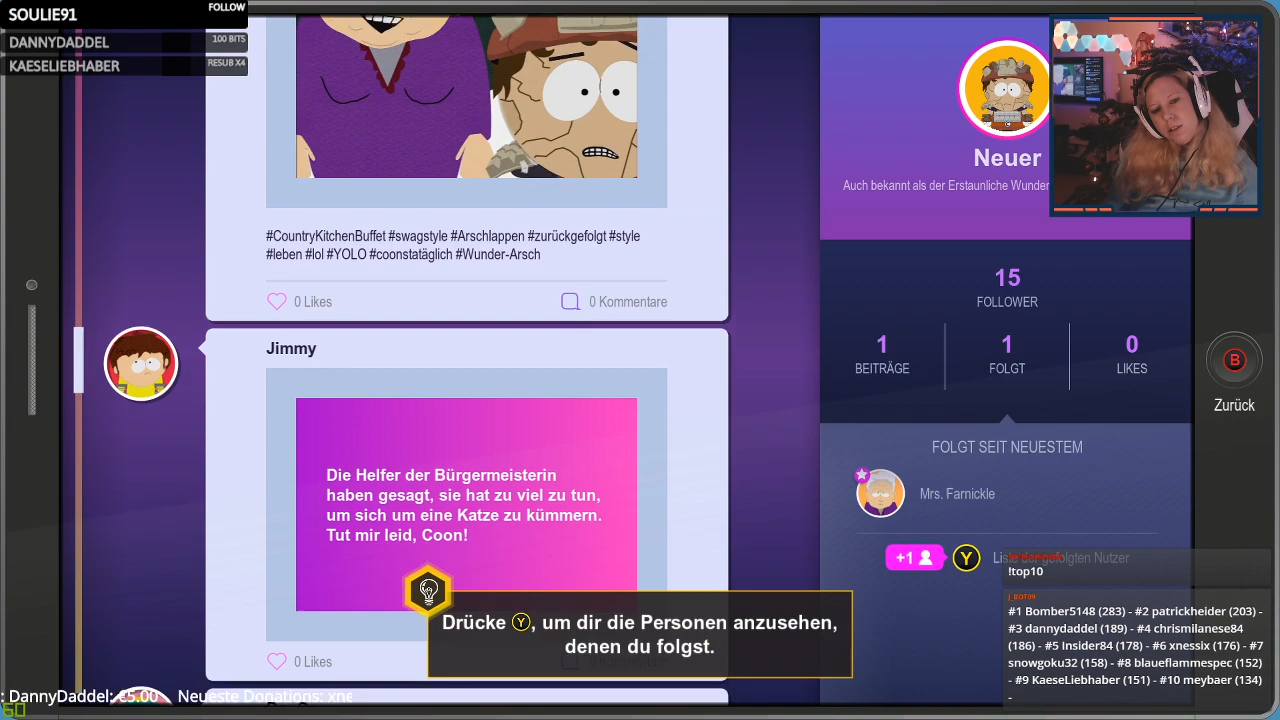 SOULIE91 FOLLOW
DANNYDADDEL 100 BITS
KAESELIEBHABER RESUB X4
#CountryKitchenBuffet #swagstyle #Arschlappen #zurückgefolgt #style
#leben #lol #YOLO #coonstatäglich #Wunder-Arsch
0 Likes
0 Kommentare
Jimmy
Die Helfer der Bürgermeisterin
haben gesagt, sie hat zu viel zu tun,
um sich um eine Katze zu kümmern.
Tut mir leid, Coon!
0 Likes
Drücke Y, um dir die Personen anzusehen,
denen du folgst.
: DannyDaddel: €5.00 Neueste Donations: xne
60
Neuer
Auch bekannt als der Erstaunliche Wunder
15
FOLLOWER
1 1 0
BEITRÄGE FOLGT LIKES
FOLGT SEIT NEUESTEM
Mrs. Farnickle
+1 Y Liste der gefolgten Nutzer
B
Zurück
!top10
J_BOT09
#1 Bomber5148 (283) - #2 patrickheider (203) -
#3 dannydaddel (189) - #4 chrismilanese84
(186) - #5 Insider84 (178) - #6 xnessix (176) - #7
snowgoku32 (158) - #8 blaueflammespec (152)
- #9 KaeseLiebhaber (151) - #10 meybaer (134)
-